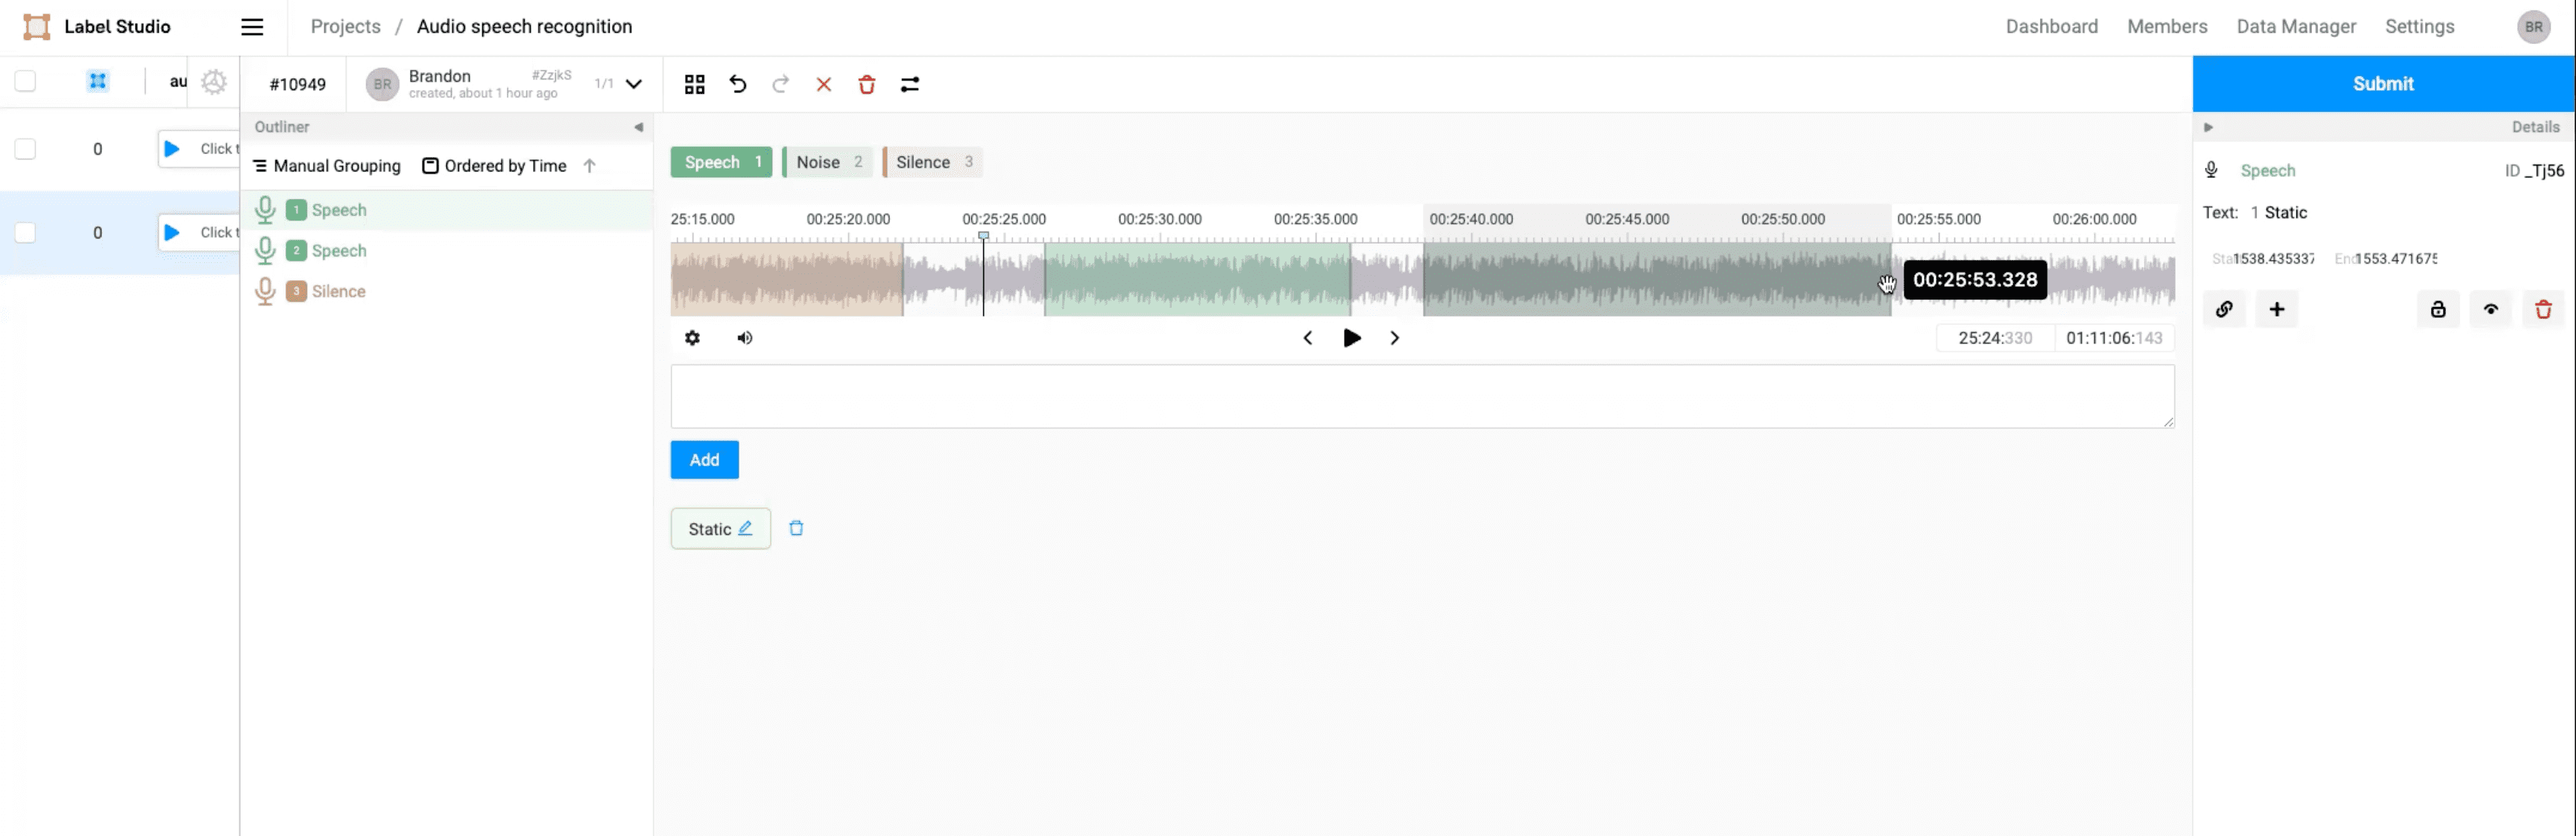 Label Studio
Projects / Audio speech recognition
Dashboard Members Data Manager Settings BR
au
#10949
BR Brandon #ZzjkS
created, about 1 hour ago
1/1
Submit
Outliner
Details
0 Click t
0 Click t
Manual Grouping Ordered by Time
1 Speech
2 Speech
3 Silence
Speech 1 Noise 2 Silence 3
25:15.000 00:25:20.000 00:25:25.000 00:25:30.000 00:25:35.000 00:25:40.000 00:25:45.000 00:25:50.000 00:25:55.000 00:26:00.000
00:25:53.328
25:24:330 01:11:06:143
Add
Static
Speech ID _Tj56
Text: 1 Static
Sta 1538.435337 End 1553.471675